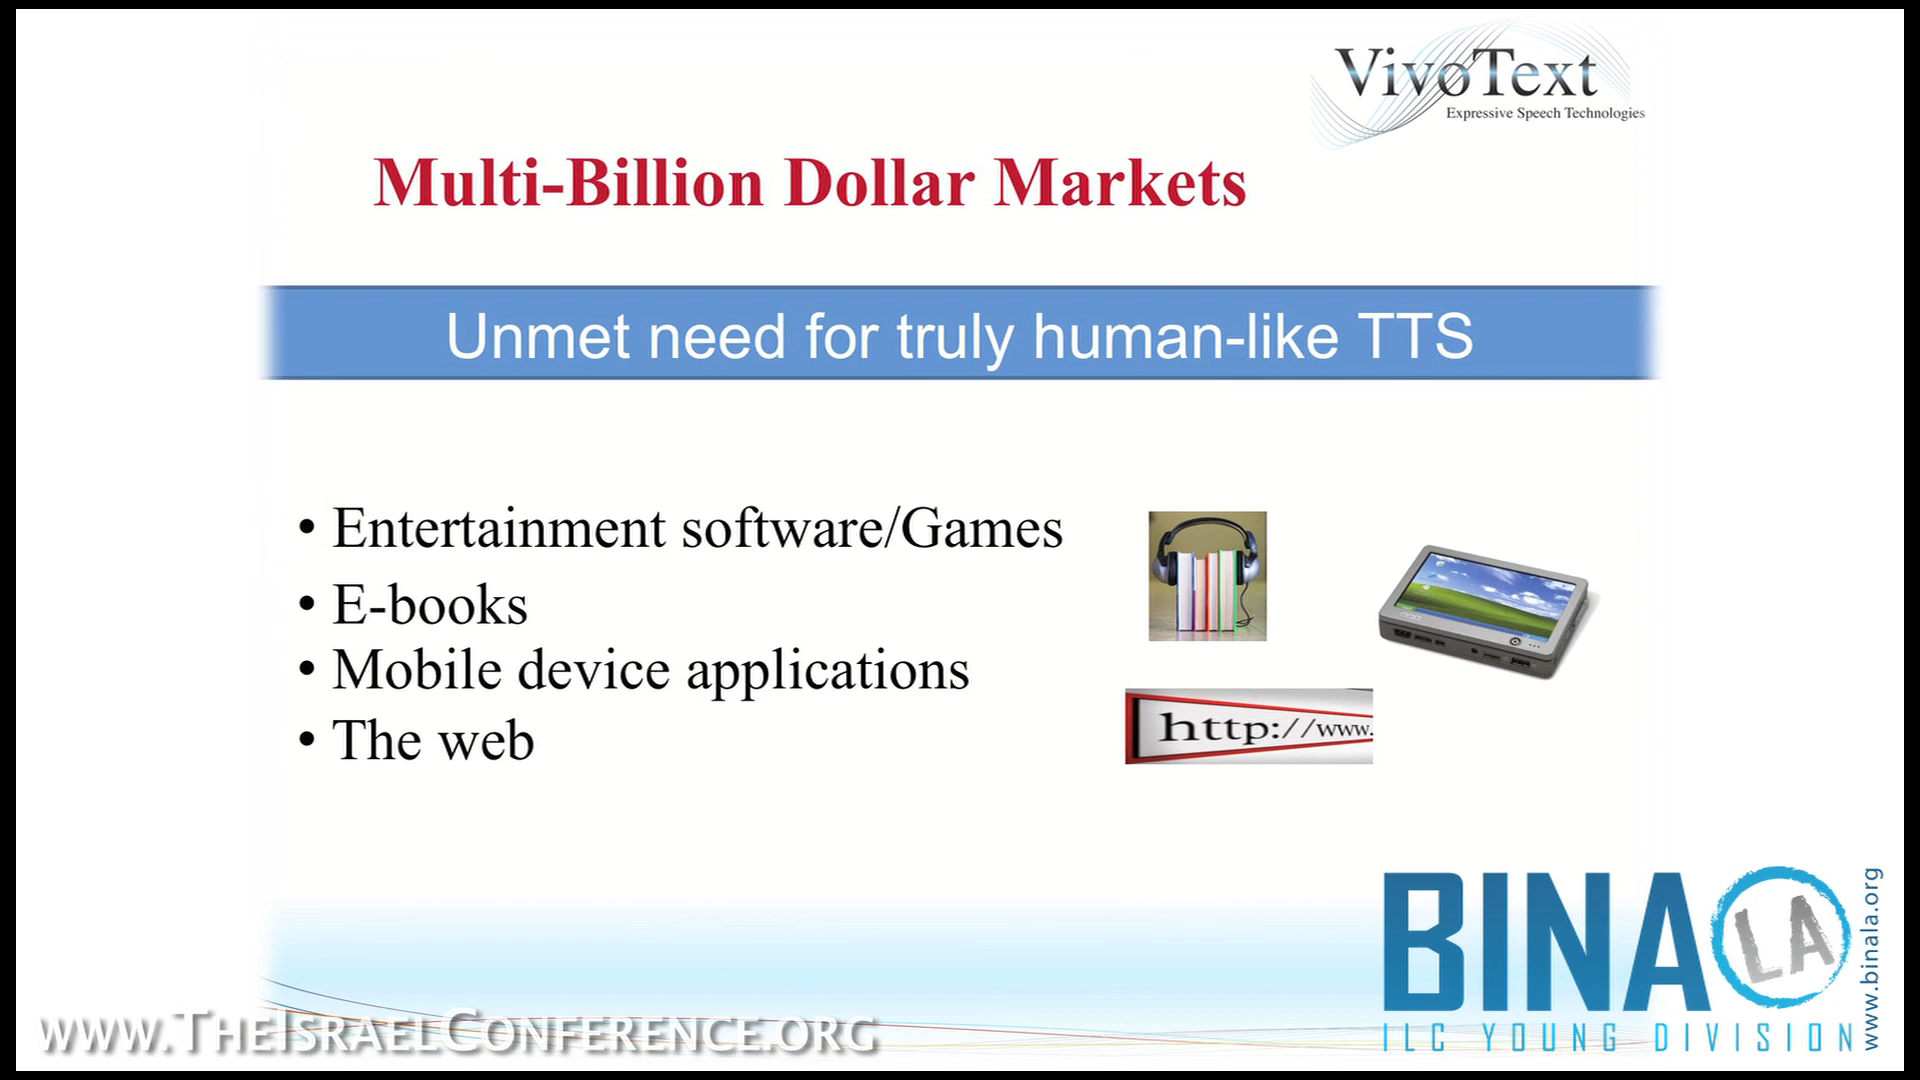 VivoText
Expressive Speech Technologies
Multi-Billion Dollar Markets
Unmet need for truly human-like TTS
• Entertainment software/Games
• E-books
• Mobile device applications
• The web
http://www.
BINA LA
ILC YOUNG DIVISION
www.binala.org
www.TheIsraelConference.org